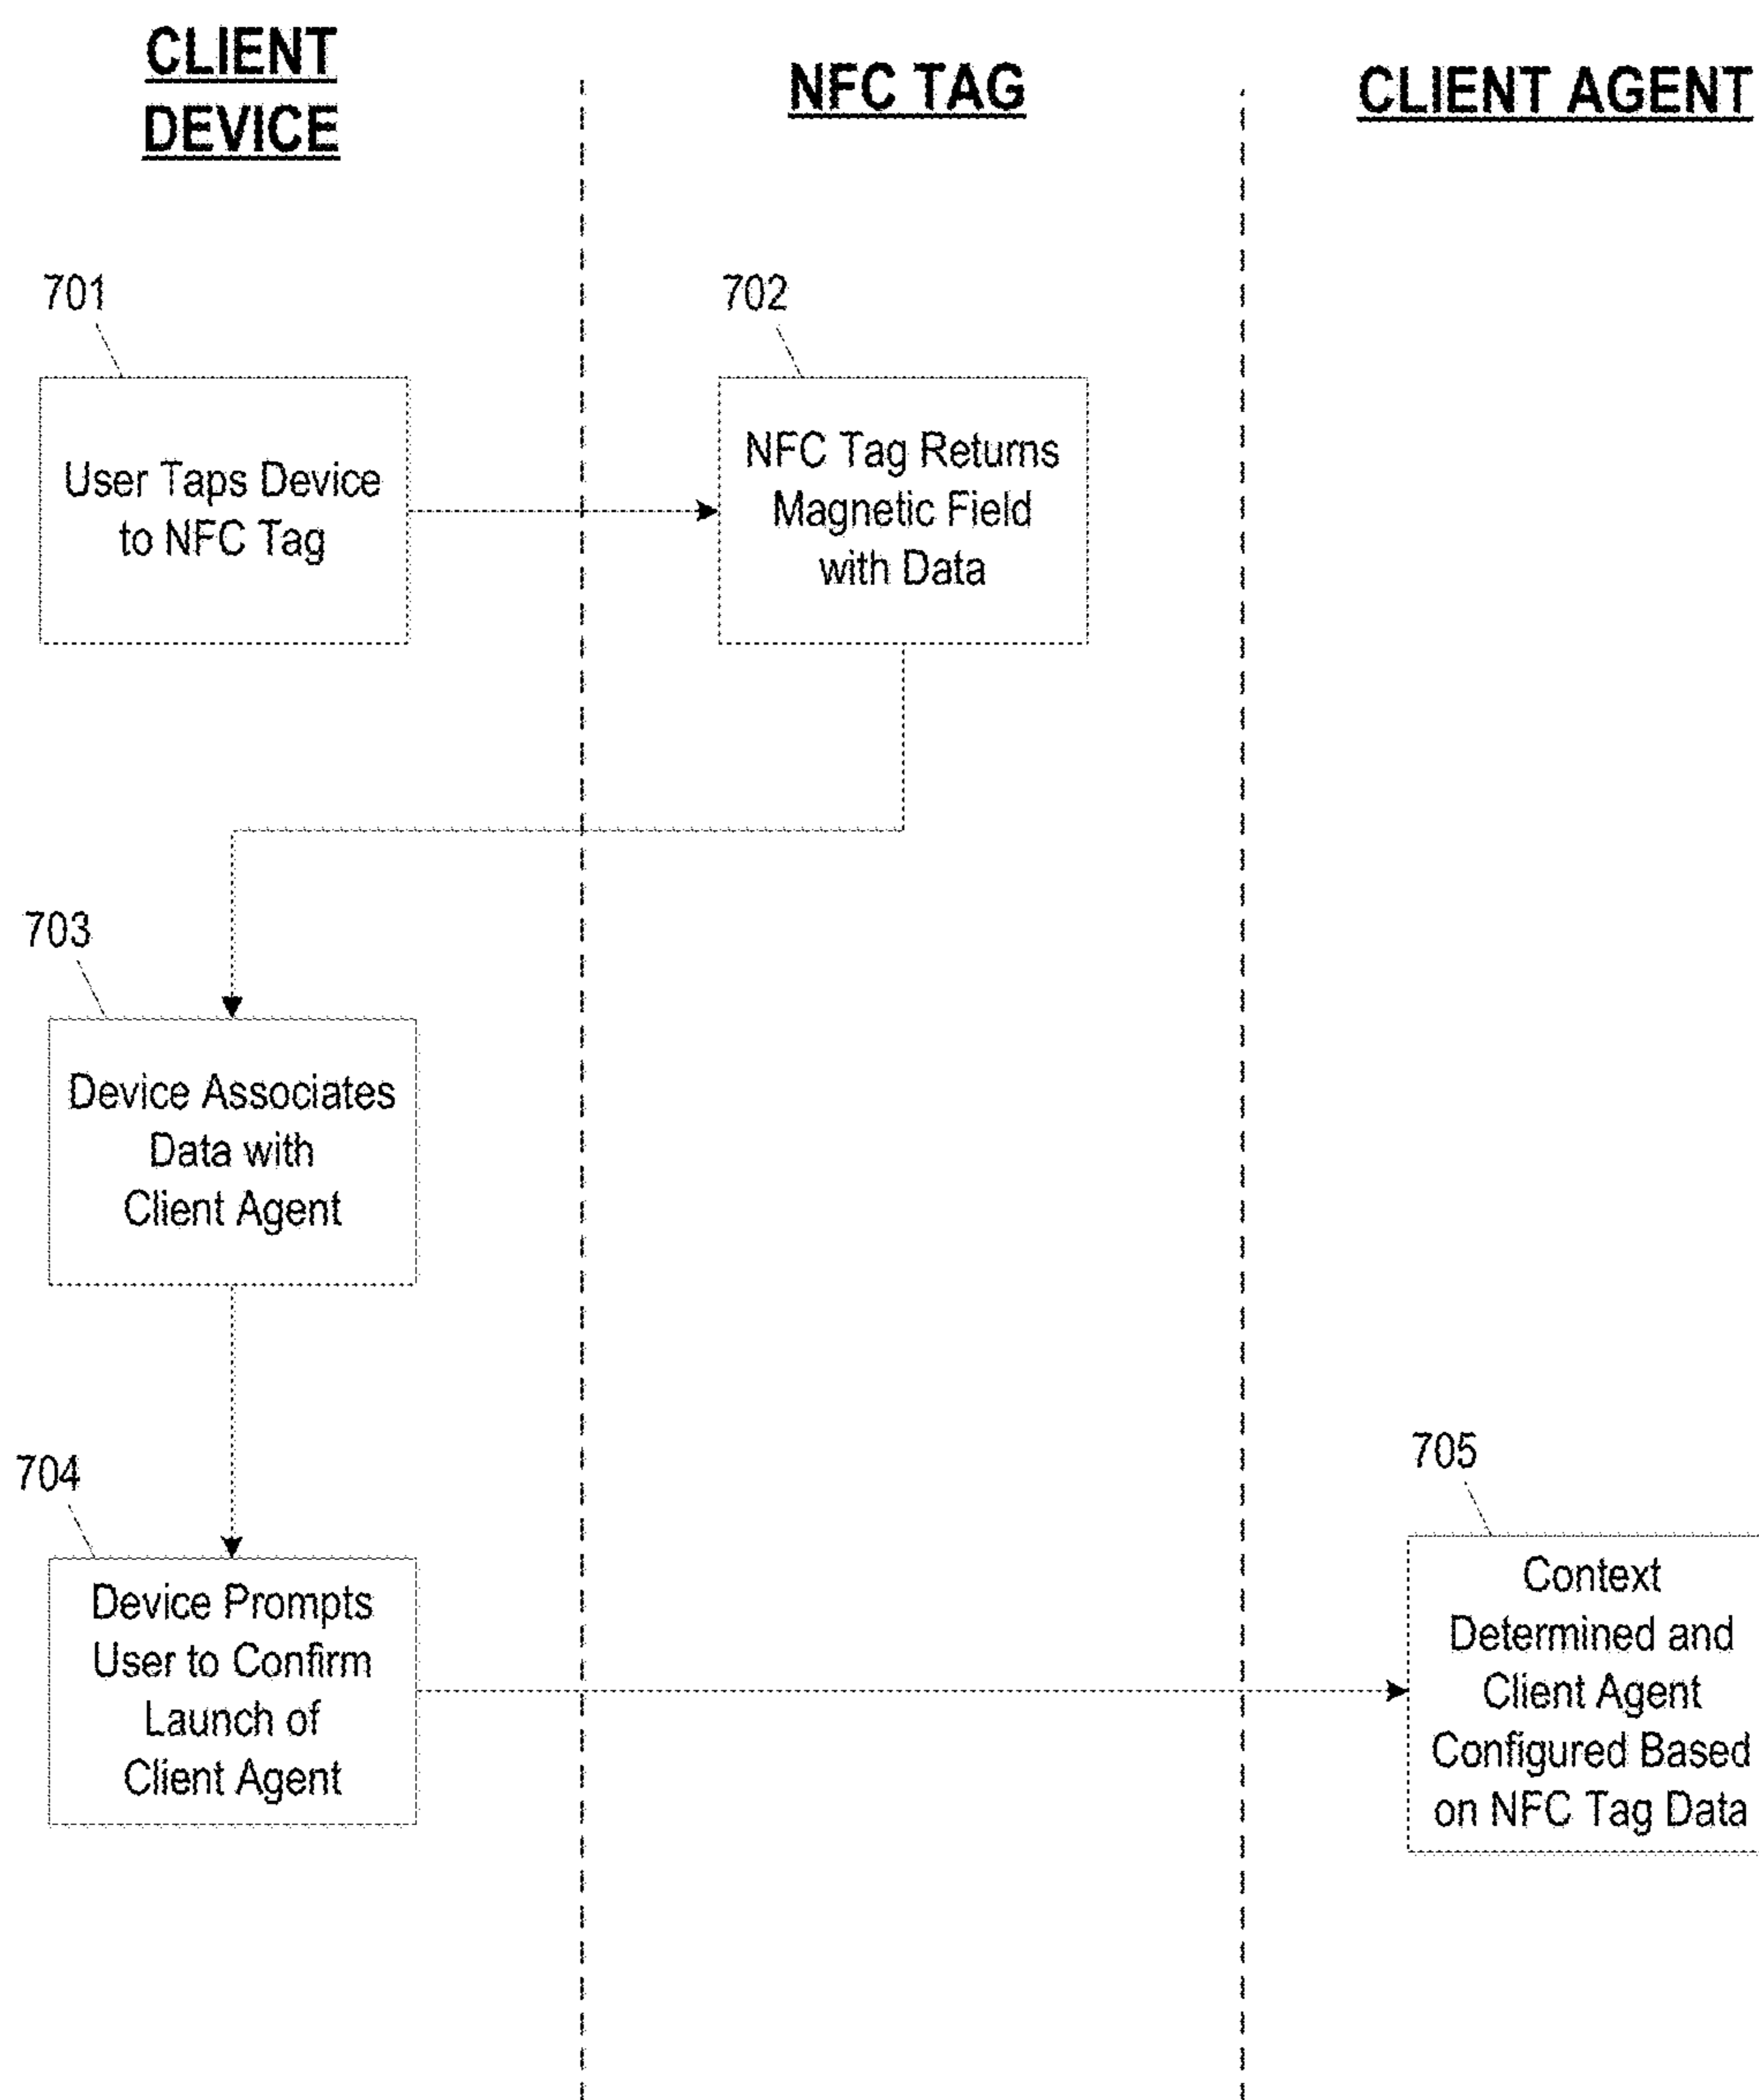 CLIENT
DEVICE
NFC TAG
CLIENT AGENT
701
User Taps Device
to NFC Tag
702
NFC Tag Returns
Magnetic Field
with Data
703
Device Associates
Data with
Client Agent
704
Device Prompts
User to Confirm
Launch of
Client Agent
705
Context
Determined and
Client Agent
Configured Based
on NFC Tag Data